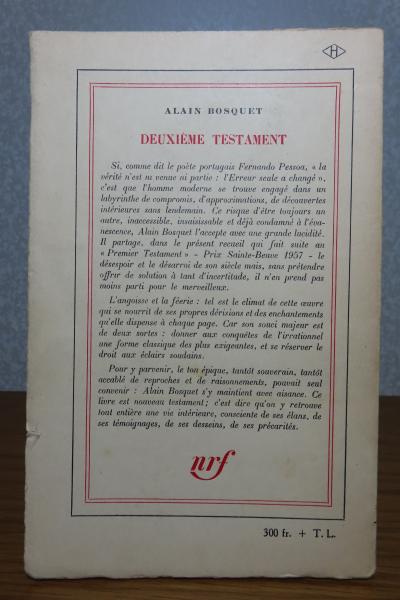 H
ALAIN BOSQUET
DEUXIÈME TESTAMENT
Si, comme dit le poète portugais Fernando Pessoa, « la
vérité n'est ni venue ni partie : l'Erreur seule a changé »,
c'est que l'homme moderne se trouve engagé dans un
labyrinthe de compromis, d'approximations, de découvertes
intérieures sans lendemain. Ce risque d'être toujours un
autre, inaccessible, insaisissable et déjà condamné à l'éva-
nescence, Alain Bosquet l'accepte avec une grande lucidité.
Il partage, dans le présent recueil qui fait suite au
« Premier Testament » - Prix Sainte-Beuve 1957 - le
désespoir et le désarroi de son siècle mais, sans prétendre
offrir de solution à tant d'incertitude, il n'en prend pas
moins parti pour le merveilleux.
L'angoisse et la féerie : tel est le climat de cette œuvre
qui se nourrit de ses propres dérisions et des enchantements
qu'elle dispense à chaque page. Car son souci majeur est
de deux sortes : donner aux conquêtes de l'irrationnel
une forme classique des plus exigeantes, et se réserver le
droit aux éclairs soudains.
Pour y parvenir, le ton épique, tantôt souverain, tantôt
accablé de reproches et de raisonnements, pouvait seul
convenir : Alain Bosquet s'y maintient avec aisance. Ce
livre est nouveau testament ; c'est dire qu'on y retrouve
tout entière une vie intérieure, consciente de ses élans, de
ses témoignages, de ses desseins, de ses précarités.
nrf
300 fr. + T. L.